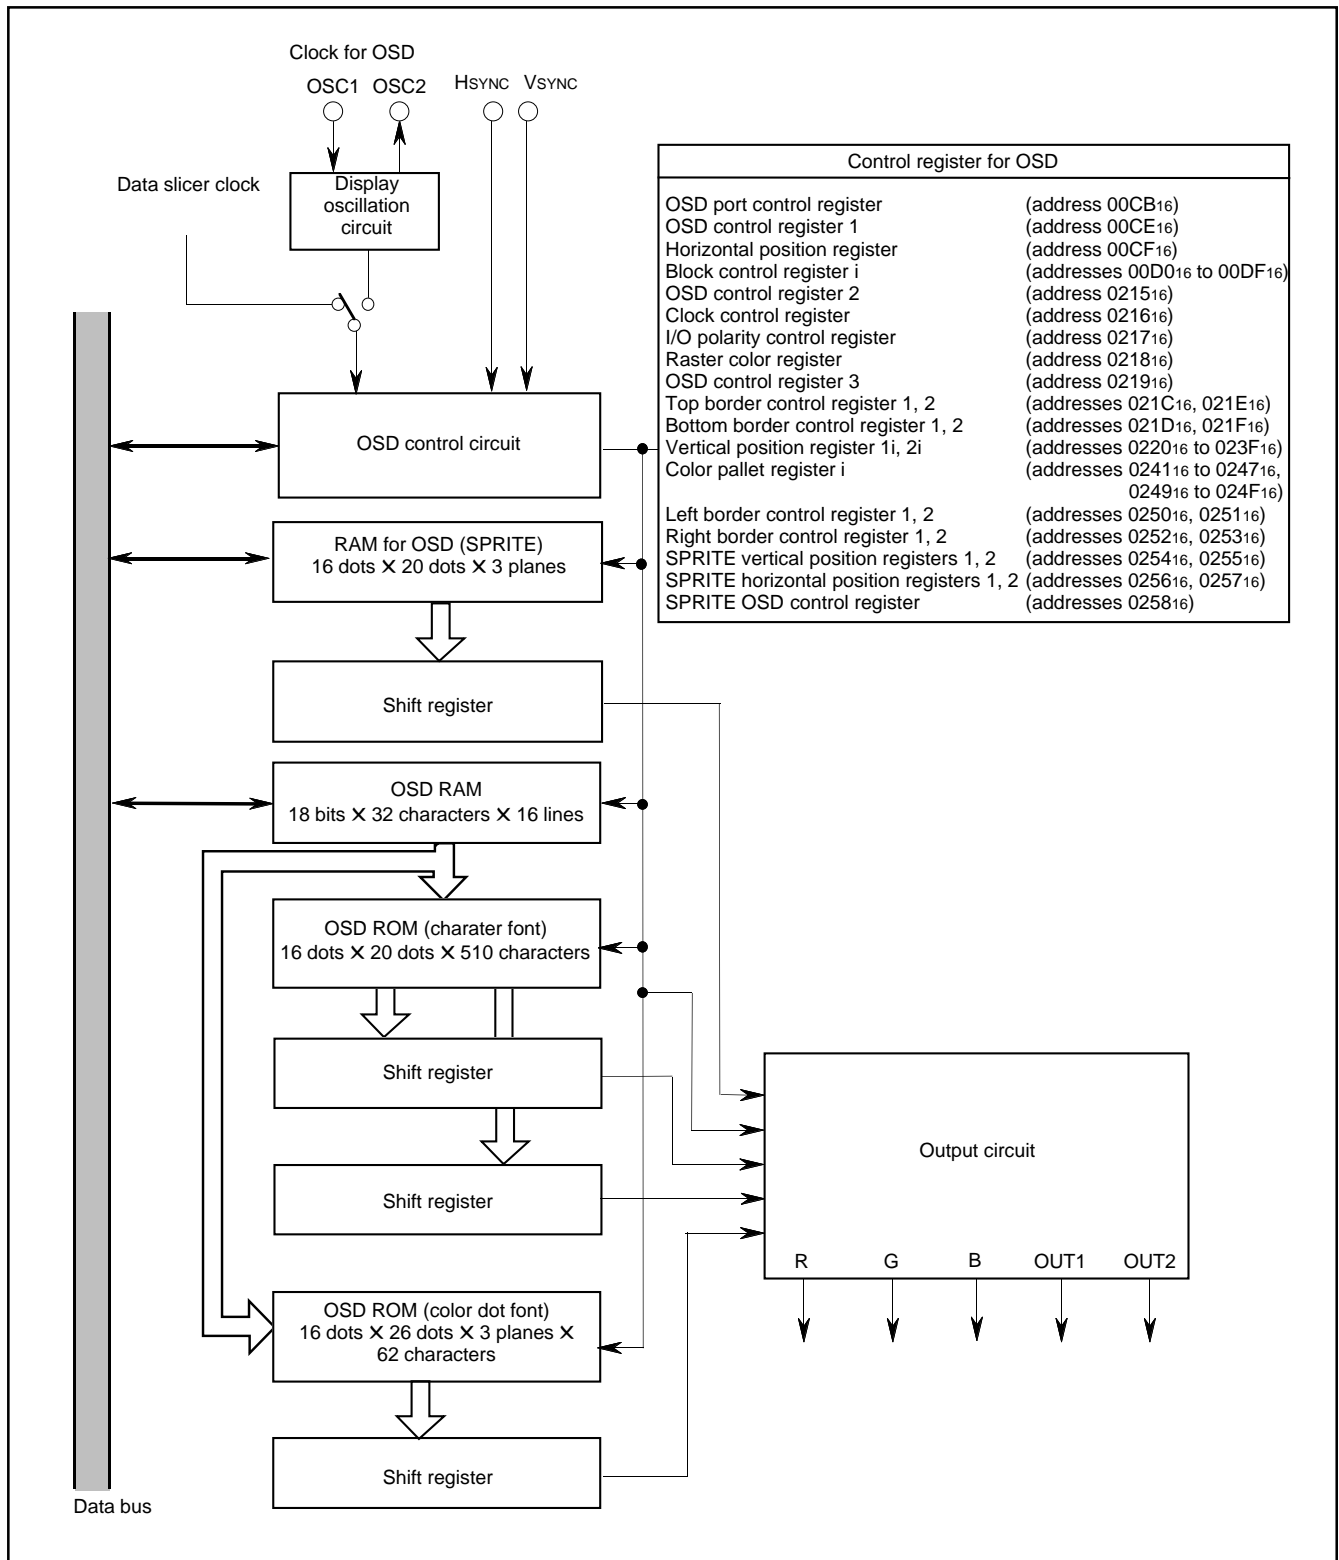 Clock for OSD
OSC1 OSC2 HSYNC VSYNC
Data slicer clock
Display
oscillation
circuit
Control register for OSD
OSD port control register (address 00CB16)
OSD control register 1 (address 00CE16)
Horizontal position register (address 00CF16)
Block control register i (addresses 00D016 to 00DF16)
OSD control register 2 (address 021516)
Clock control register (address 021616)
I/O polarity control register (address 021716)
Raster color register (address 021816)
OSD control register 3 (address 021916)
Top border control register 1, 2 (addresses 021C16, 021E16)
Bottom border control register 1, 2 (addresses 021D16, 021F16)
Vertical position register 1i, 2i (addresses 022016 to 023F16)
Color pallet register i (addresses 024116 to 024716,
024916 to 024F16)
Left border control register 1, 2 (addresses 025016, 025116)
Right border control register 1, 2 (addresses 025216, 025316)
SPRITE vertical position registers 1, 2 (addresses 025416, 025516)
SPRITE horizontal position registers 1, 2 (addresses 025616, 025716)
SPRITE OSD control register (addresses 025816)
OSD control circuit
RAM for OSD (SPRITE)
16 dots × 20 dots × 3 planes
Shift register
OSD RAM
18 bits × 32 characters × 16 lines
OSD ROM (charater font)
16 dots × 20 dots × 510 characters
Shift register
Shift register
Output circuit
R G B OUT1 OUT2
OSD ROM (color dot font)
16 dots × 26 dots × 3 planes ×
62 characters
Shift register
Data bus